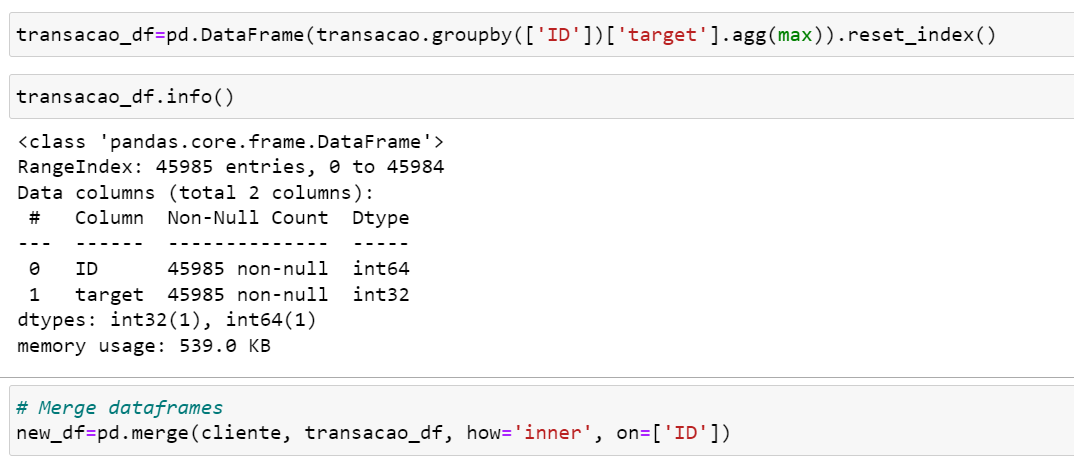 transacao_df=pd.DataFrame(transacao.groupby(['ID'])['target'].agg(max)).reset_index()
transacao_df.info()
<class 'pandas.core.frame.DataFrame'>
RangeIndex: 45985 entries, 0 to 45984
Data columns (total 2 columns):
 #   Column  Non-Null Count  Dtype
---  ------  --------------  -----
 0   ID      45985 non-null  int64
 1   target  45985 non-null  int32
dtypes: int32(1), int64(1)
memory usage: 539.0 KB
# Merge dataframes
new_df=pd.merge(cliente, transacao_df, how='inner', on=['ID'])